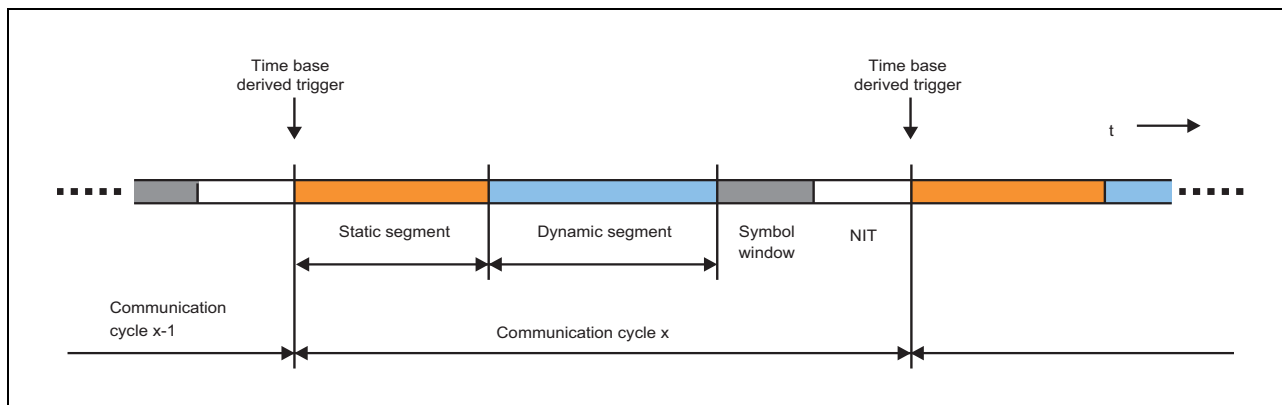 Time base
derived trigger
Time base
derived trigger
t
Static segment
Dynamic segment
Symbol
window
NIT
Communication
cycle x-1
Communication cycle x